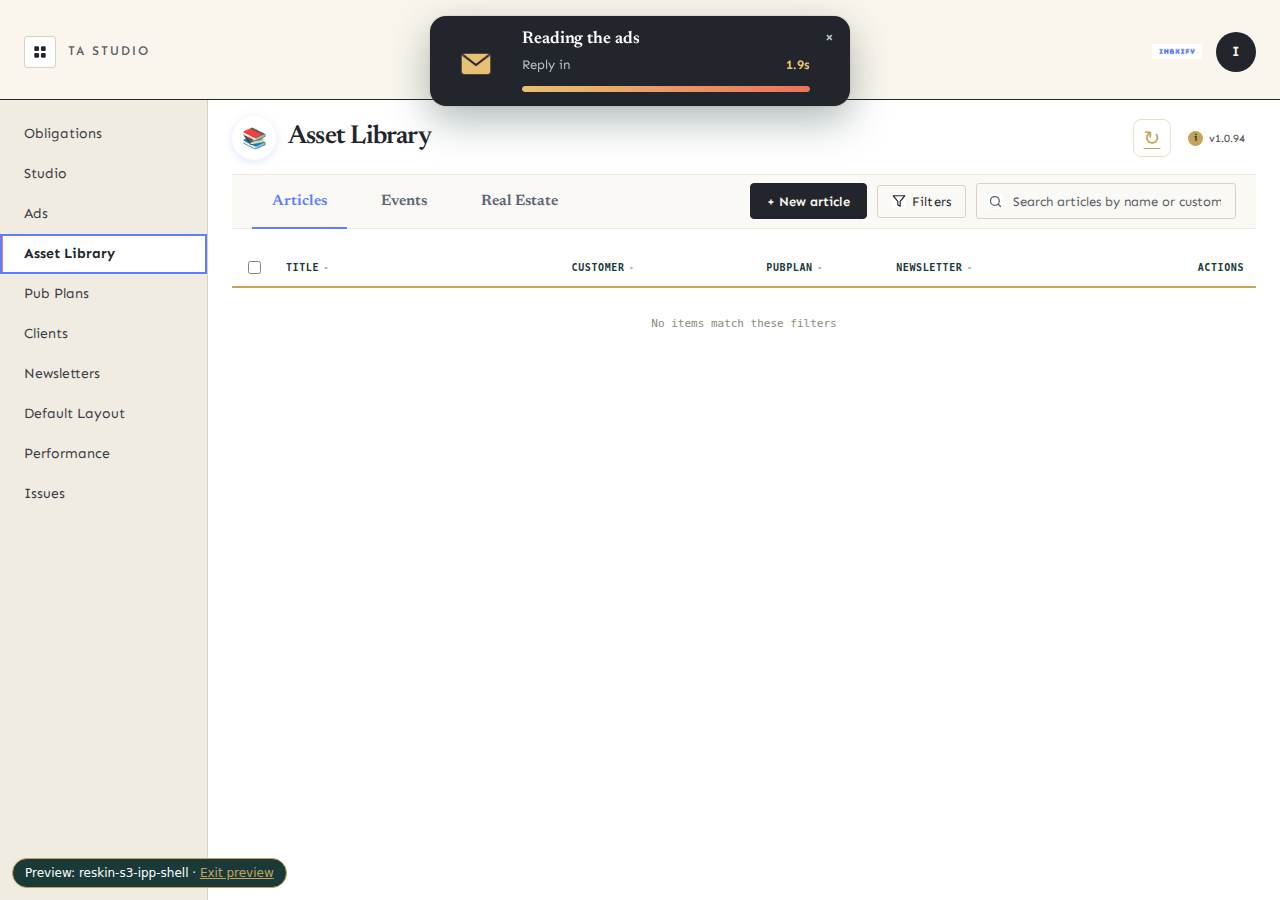 TA STUDIO
Reading the ads
×
Reply in
1.9s
INBXIFY
I
Obligations
Studio
Ads
Asset Library
Pub Plans
Clients
Newsletters
Default Layout
Performance
Issues
Asset Library
↻
i
v1.0.94
Articles
Events
Real Estate
+ New article
Filters
Search articles by name or custom
TITLE -
CUSTOMER -
PUBPLAN -
NEWSLETTER -
ACTIONS
No items match these filters
Preview: reskin-s3-ipp-shell · Exit preview